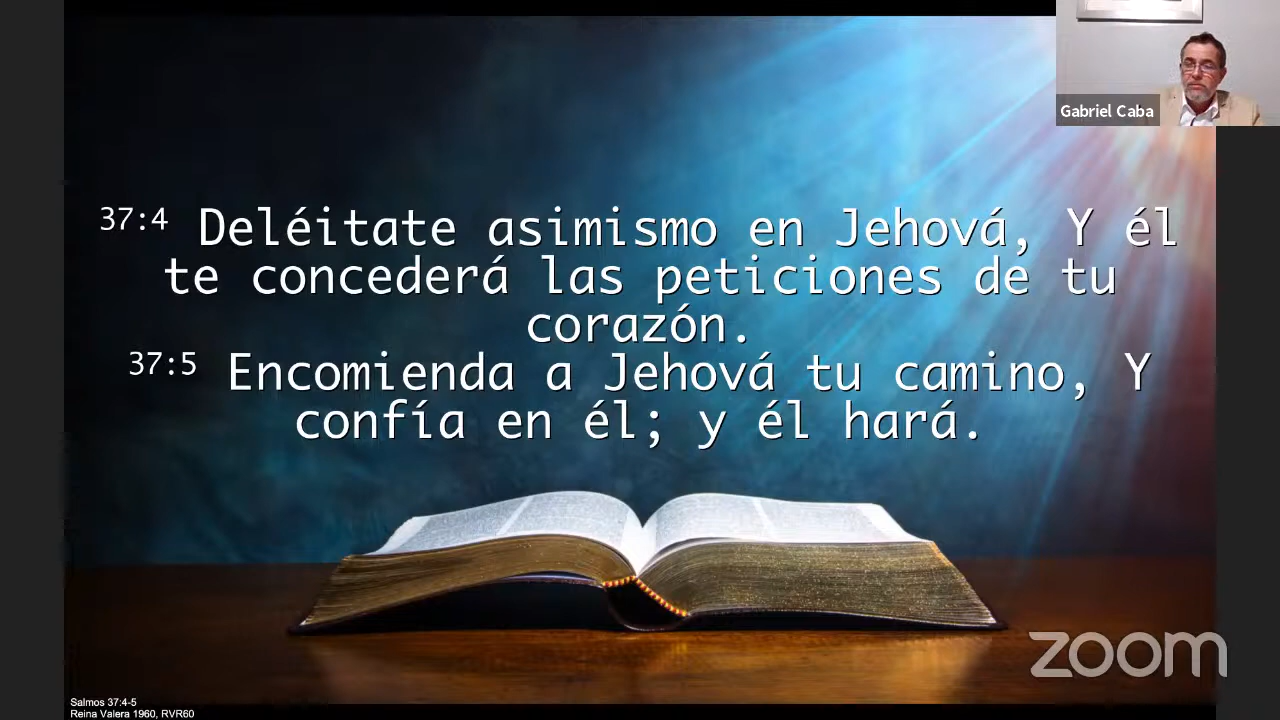 Gabriel Caba
37:4 Deléitate asimismo en Jehová, Y él
te concederá las peticiones de tu
corazón.
37:5 Encomienda a Jehová tu camino, Y
confía en él; y él hará.
zoom
Salmos 37:4-5
Reina Valera 1960, RVR60